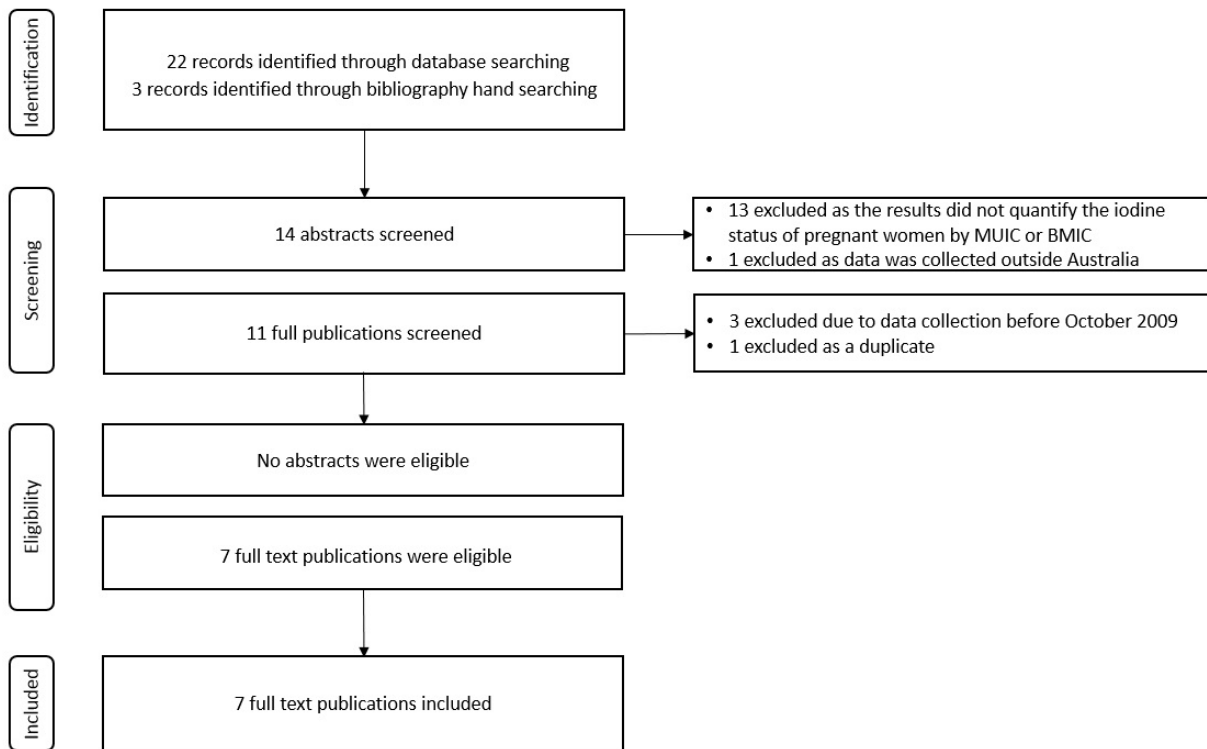 Identification
22 records identified through database searching
3 records identified through bibliography hand searching
Screening
14 abstracts screened
• 13 excluded as the results did not quantify the iodine
status of pregnant women by MUIC or BMIC
• 1 excluded as data was collected outside Australia
11 full publications screened
• 3 excluded due to data collection before October 2009
• 1 excluded as a duplicate
Eligibility
No abstracts were eligible
7 full text publications were eligible
Included
7 full text publications included